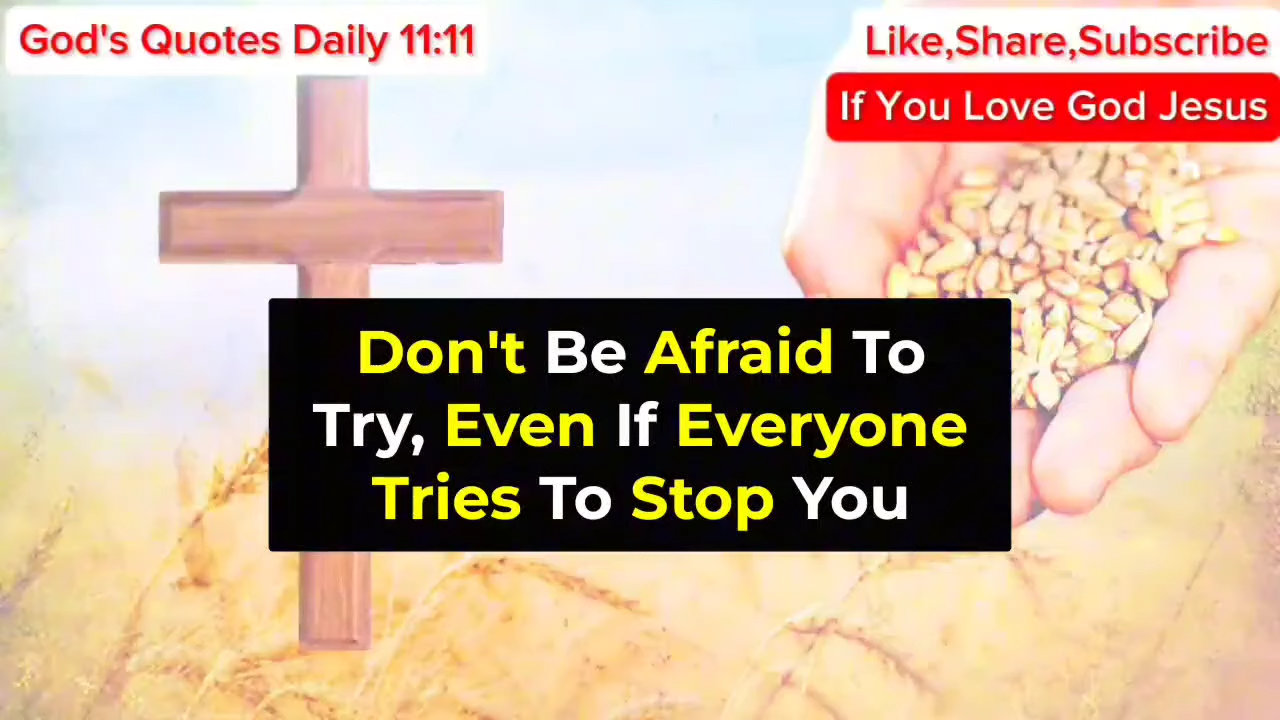 God's Quotes Daily 11:11
Like,Share,Subscribe
If You Love God Jesus
Don't Be Afraid To
Try, Even If Everyone
Tries To Stop You